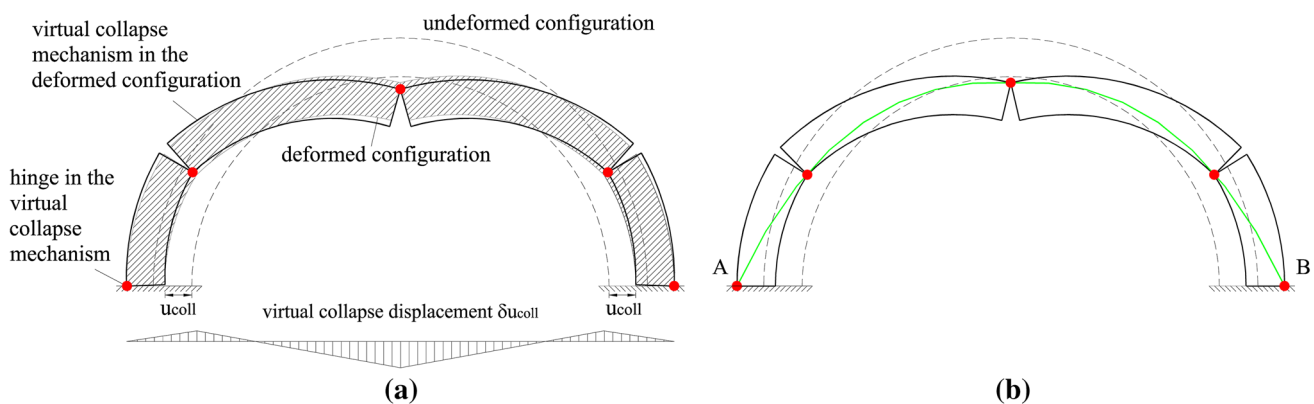 virtual collapse
mechanism in the
deformed configuration
undeformed configuration
deformed configuration
hinge in the
virtual
collapse
mechanism
ucoll
virtual collapse displacement δucoll
ucoll
(a)
A
B
(b)